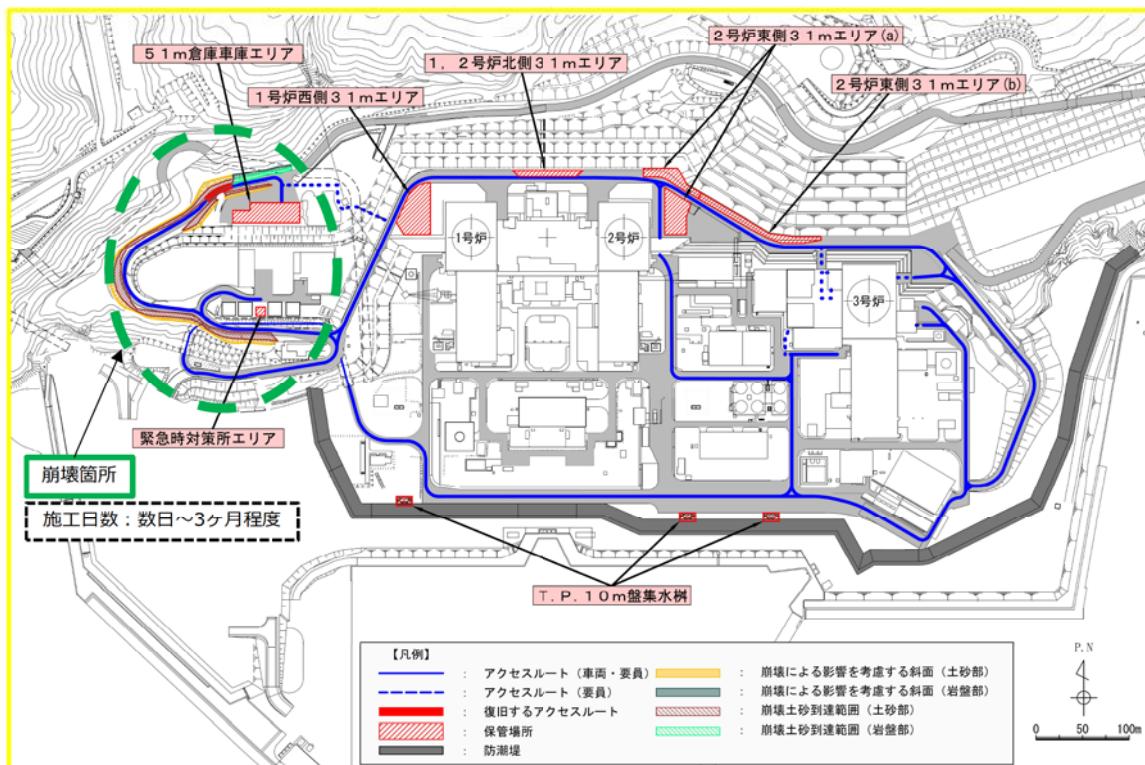 ２号炉東側３１ｍエリア(a)
５１ｍ倉庫車庫エリア
１，２号炉北側３１ｍエリア
２号炉東側３１ｍエリア(b)
１号炉西側３１ｍエリア
1号炉
2号炉
3号炉
緊急時対策所エリア
崩壊箇所
施工日数：数日～3ヶ月程度
Ｔ．Ｐ．１０ｍ盤集水桝
【凡例】
： アクセスルート（車両・要員）
： アクセスルート（要員）
： 復旧するアクセスルート
： 保管場所
： 防潮堤
： 崩壊による影響を考慮する斜面（土砂部）
： 崩壊による影響を考慮する斜面（岩盤部）
： 崩壊土砂到達範囲（土砂部）
： 崩壊土砂到達範囲（岩盤部）
P.N
0 50 100m